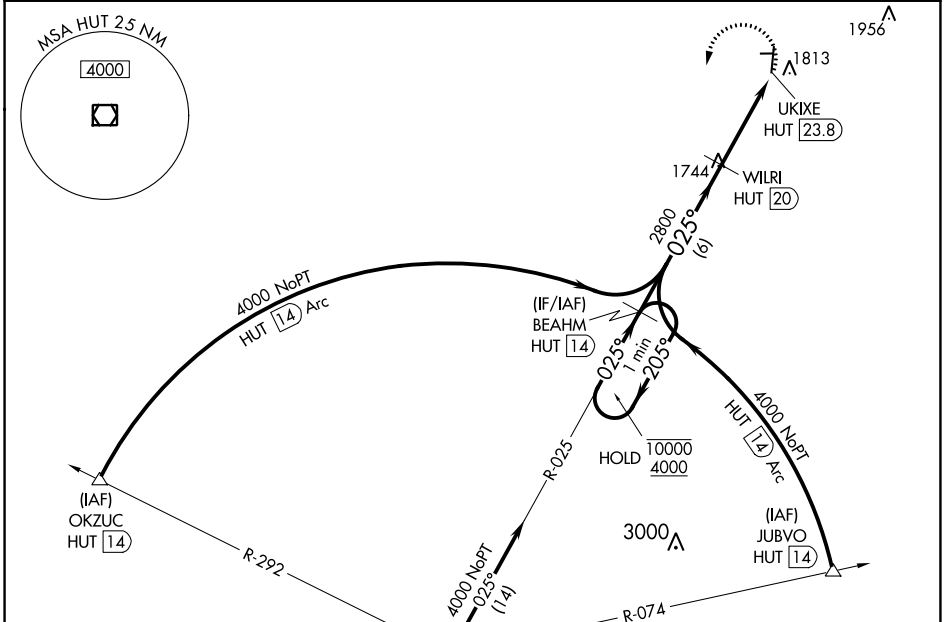 MSA HUT 25 NM
4000
1956
1813
UKIXE
HUT 23.8
1744
WILRI
HUT 20
2800
025°
(6)
4000 NoPT
HUT 14 Arc
(IF/IAF)
BEAHM
HUT 14
025°
1 min
205°
HOLD
10000
4000
4000 NoPT
HUT 14 Arc
R-025
(IAF)
OKZUC
HUT 14
R-292
3000
(IAF)
JUBVO
HUT 14
4000 NoPT
025°
(14)
R-074